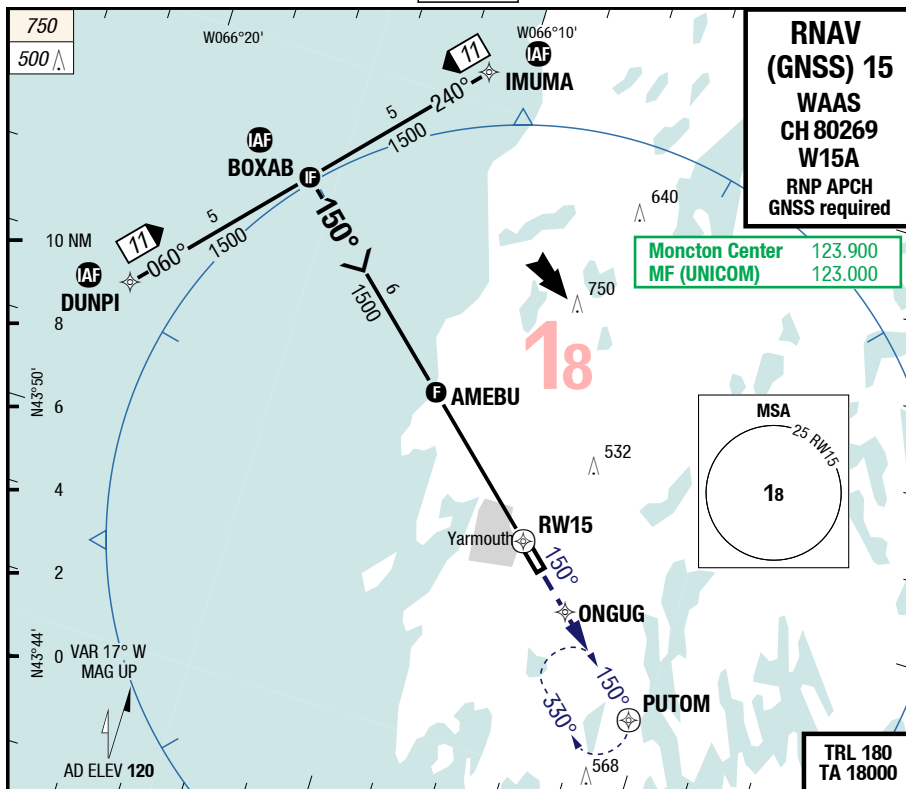 750
500
W066°20'
W066°10'
RNAV
(GNSS) 15
WAAS
CH 80269
W15A
RNP APCH
GNSS required
IAF
IMUMA
11
240°
5
1500
IAF
BOXAB
IF
5
1500
11
060°
IAF
DUNPI
150°
6
1500
640
Moncton Center 123.900
MF (UNICOM) 123.000
750
18
10 NM
8
6
4
2
0
N43°50'
N43°44'
F
AMEBU
532
MSA
25 RW15
18
RW15
Yarmouth
150°
ONGUG
150°
330°
PUTOM
568
VAR 17° W
MAG UP
AD ELEV 120
TRL 180
TA 18000